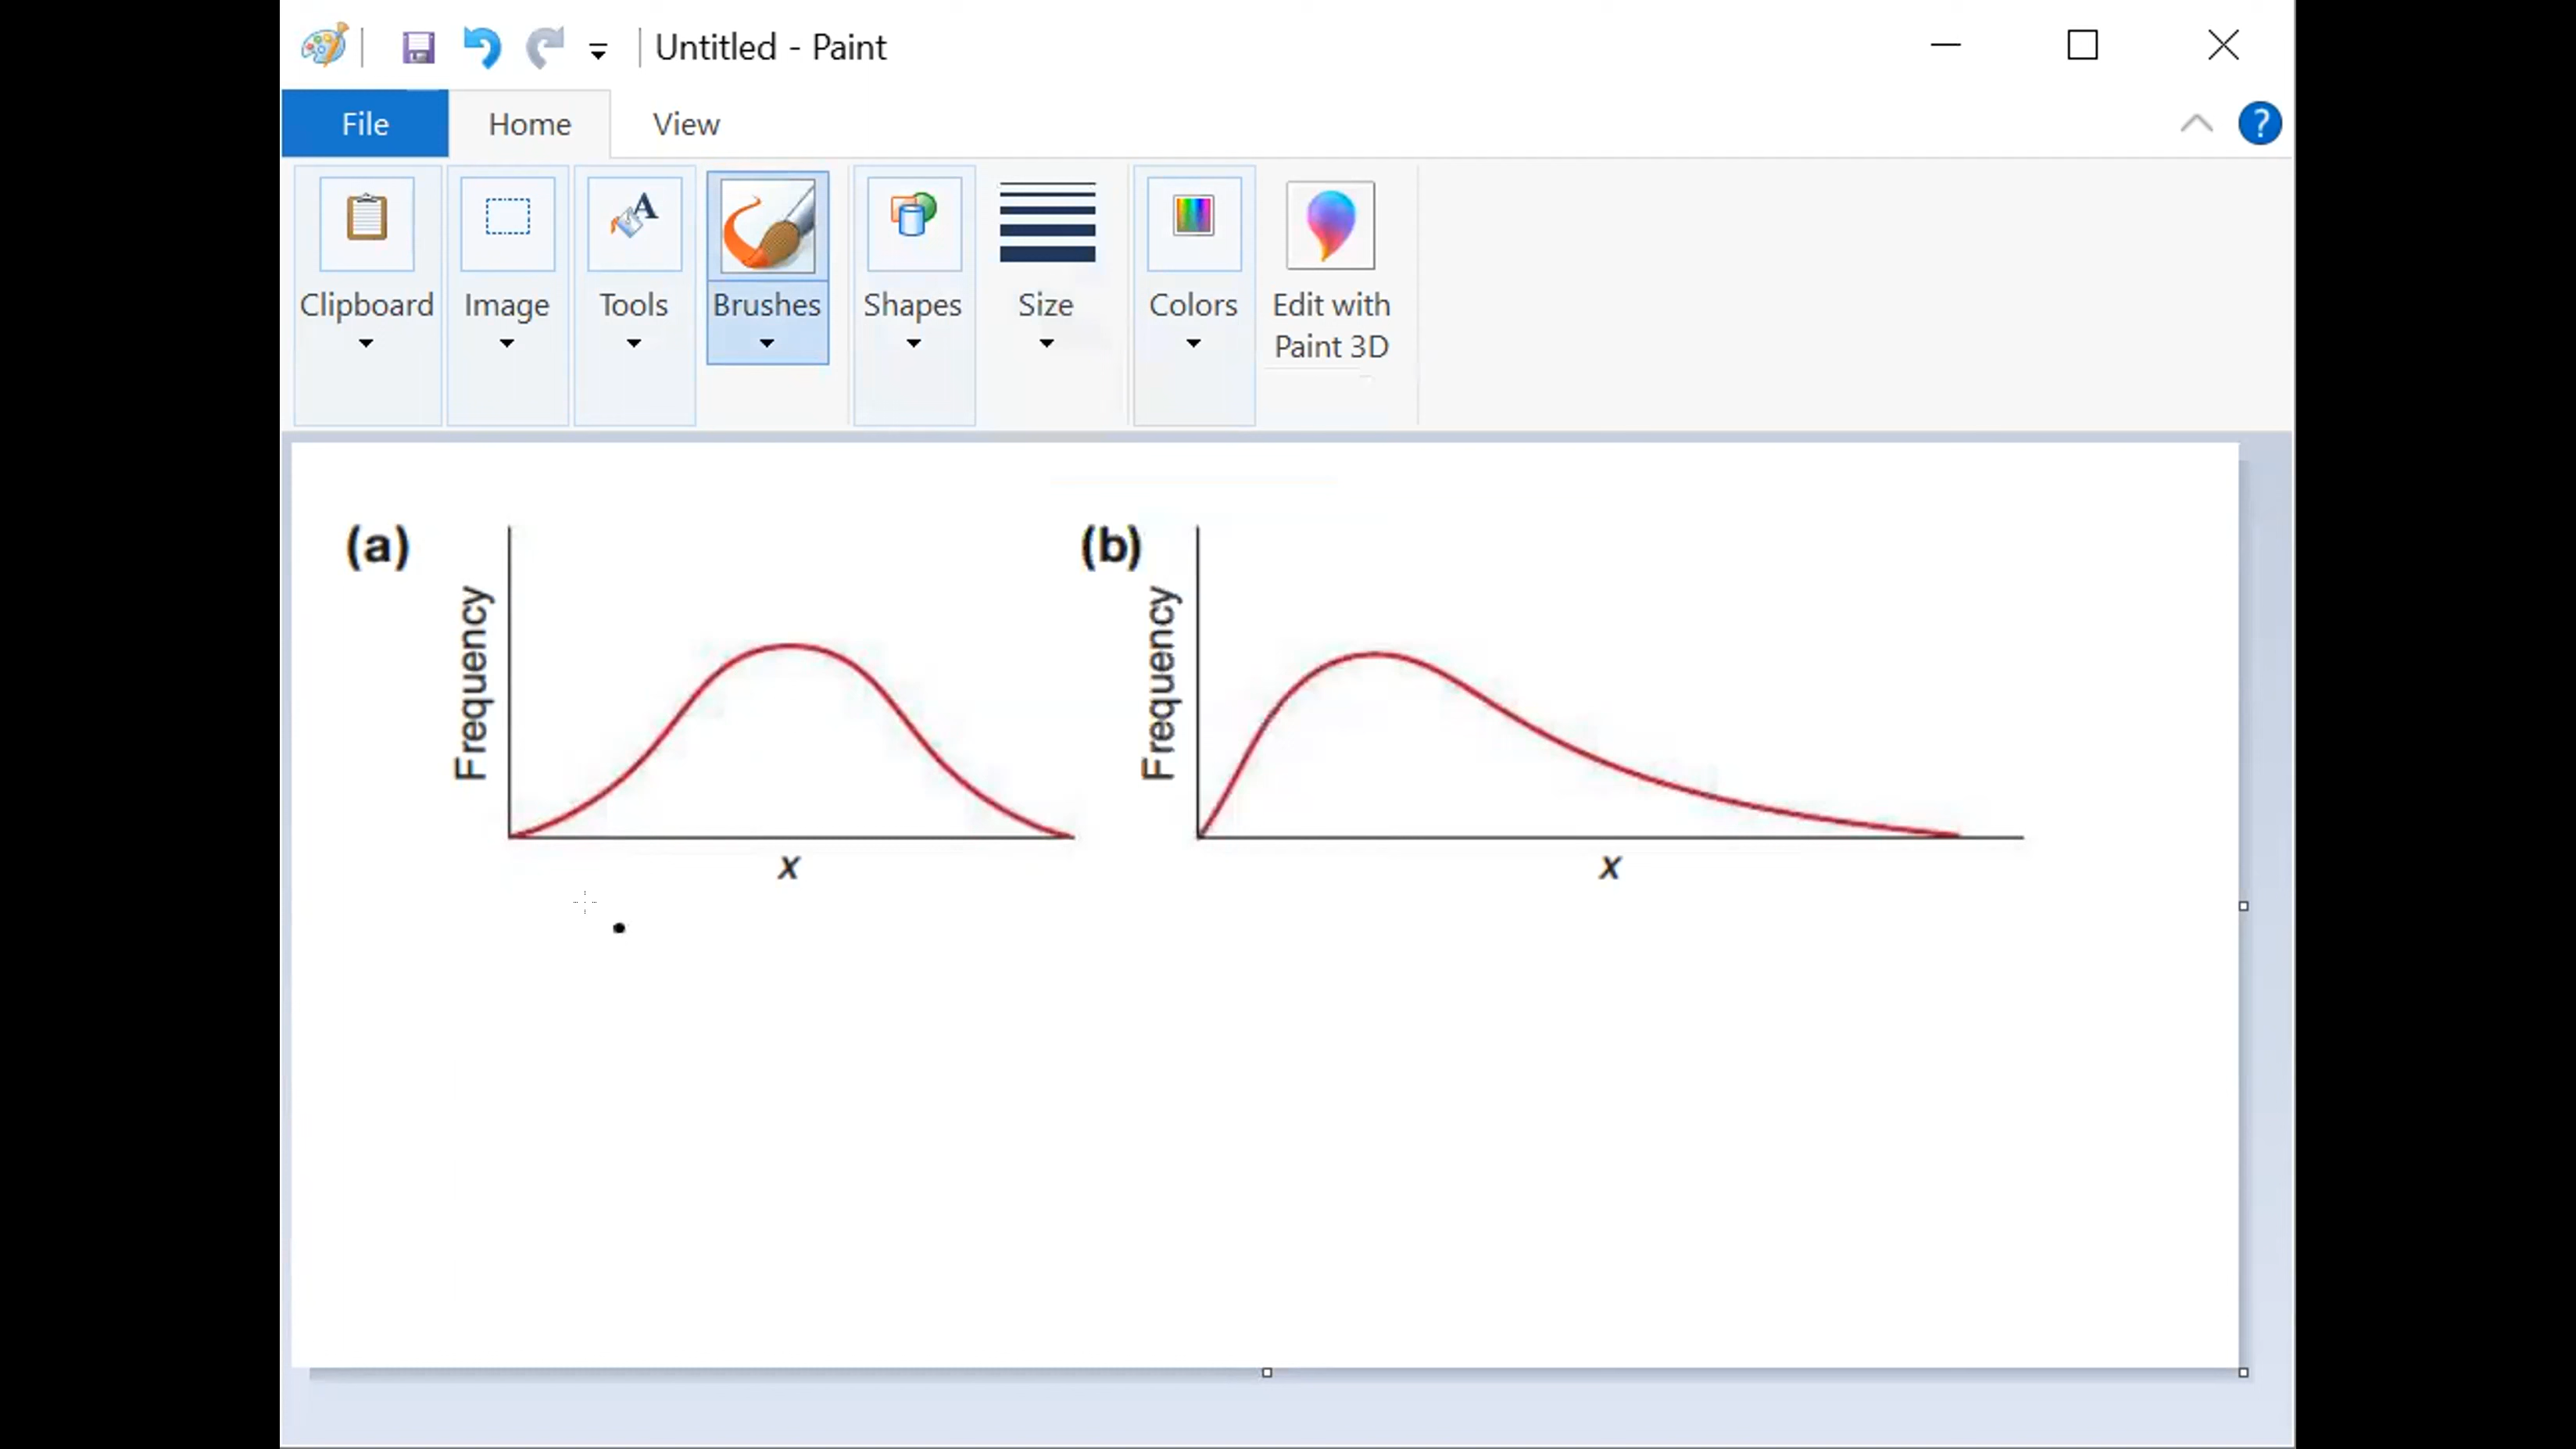 Untitled - Paint
File Home View
?
Clipboard Image Tools Brushes Shapes Size Colors Edit with
Paint 3D
(a) (b)
Frequency Frequency
x x